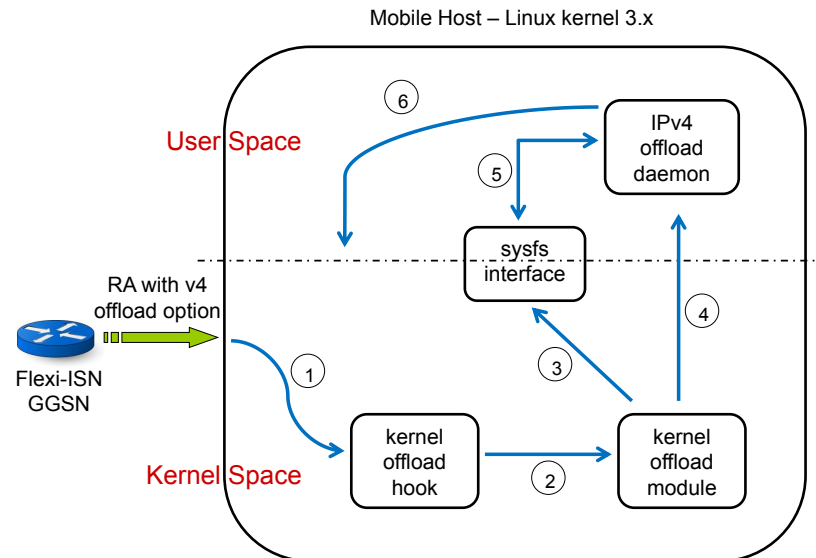 Mobile Host – Linux kernel 3.x
6
User Space
IPv4
offload
daemon
5
sysfs
interface
RA with v4
offload option
4
Flexi-ISN
GGSN
1
3
kernel
offload
hook
2
kernel
offload
module
Kernel Space